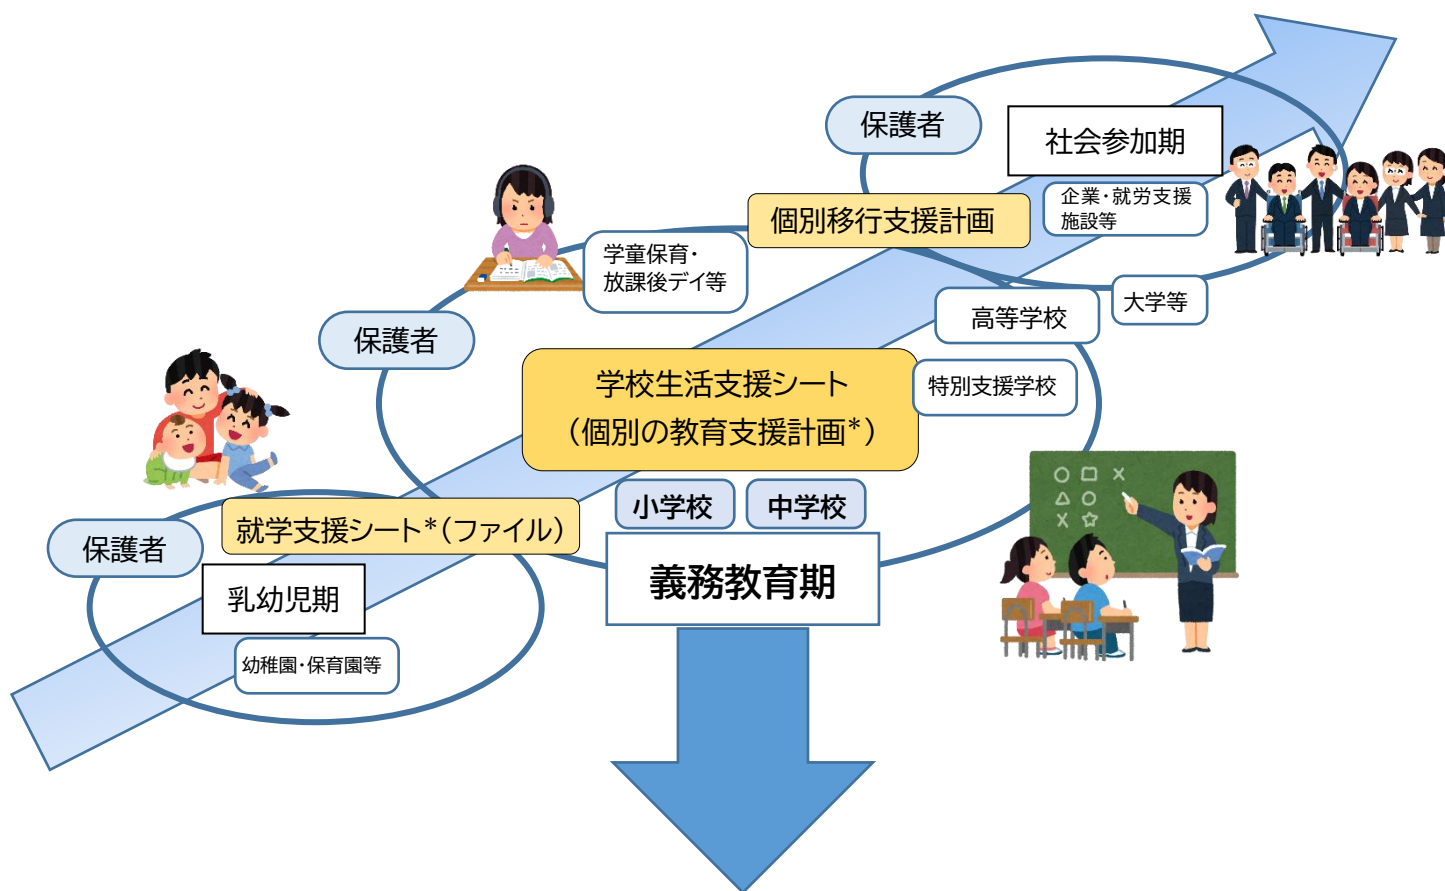 保護者
社会参加期
企業・就労支援
施設等
個別移行支援計画
学童保育・
放課後デイ等
大学等
高等学校
保護者
学校生活支援シート
（個別の教育支援計画*）
特別支援学校
小学校
中学校
義務教育期
就学支援シート*（ファイル）
保護者
乳幼児期
幼稚園・保育園等